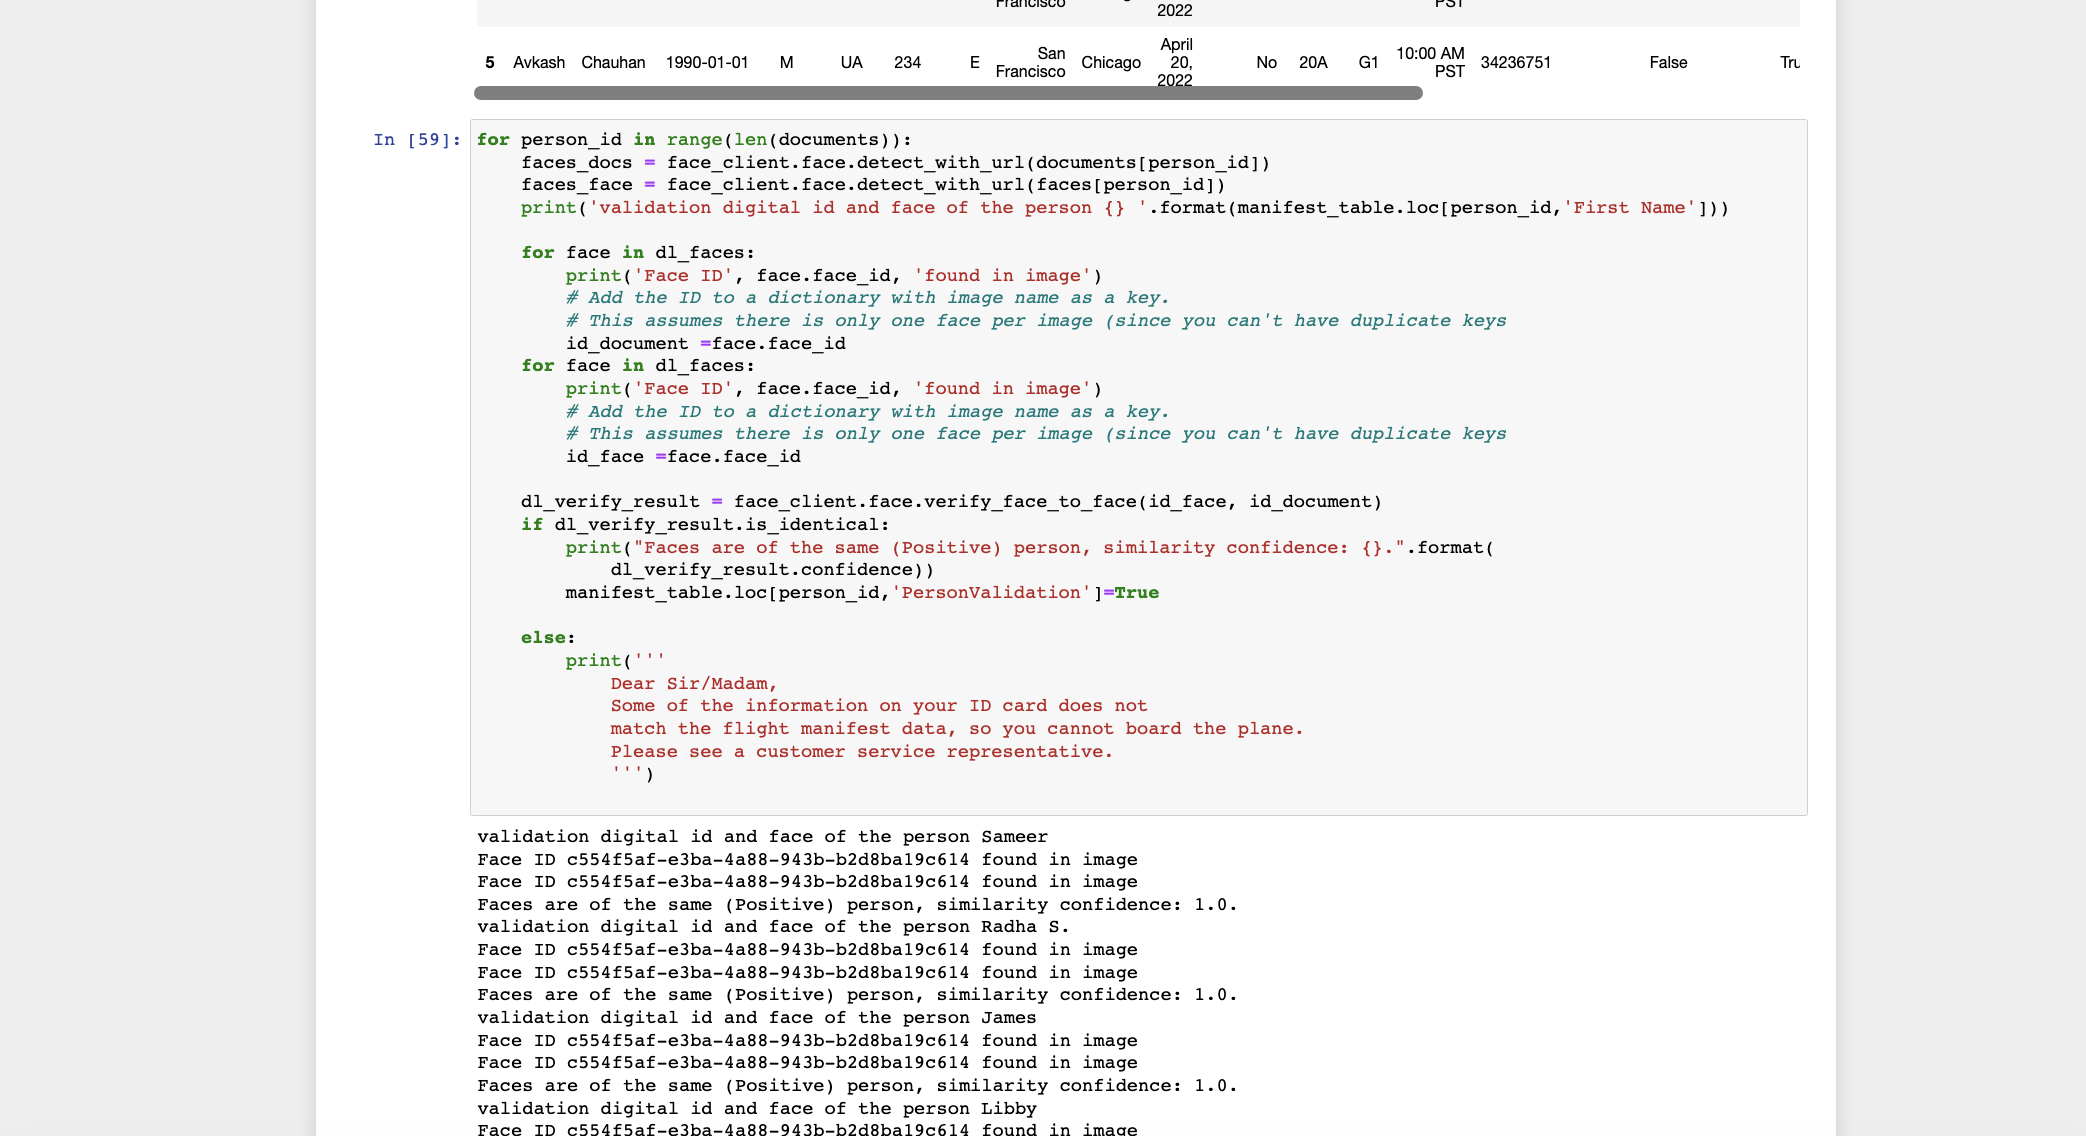 Francisco 2022 PST
5 Avkash Chauhan 1990-01-01 M UA 234 E San Francisco Chicago April 20, 2022 No 20A G1 10:00 AM PST 34236751 False Tru
In [59]: for person_id in range(len(documents)):
    faces_docs = face_client.face.detect_with_url(documents[person_id])
    faces_face = face_client.face.detect_with_url(faces[person_id])
    print('validation digital id and face of the person {} '.format(manifest_table.loc[person_id,'First Name']))
    for face in dl_faces:
        print('Face ID', face.face_id, 'found in image')
        # Add the ID to a dictionary with image name as a key.
        # This assumes there is only one face per image (since you can't have duplicate keys
        id_document =face.face_id
    for face in dl_faces:
        print('Face ID', face.face_id, 'found in image')
        # Add the ID to a dictionary with image name as a key.
        # This assumes there is only one face per image (since you can't have duplicate keys
        id_face =face.face_id
    dl_verify_result = face_client.face.verify_face_to_face(id_face, id_document)
    if dl_verify_result.is_identical:
        print("Faces are of the same (Positive) person, similarity confidence: {}.".format(
            dl_verify_result.confidence))
        manifest_table.loc[person_id,'PersonValidation']=True
    else:
        print('''
            Dear Sir/Madam,
            Some of the information on your ID card does not
            match the flight manifest data, so you cannot board the plane.
            Please see a customer service representative.
            ''')
validation digital id and face of the person Sameer
Face ID c554f5af-e3ba-4a88-943b-b2d8ba19c614 found in image
Face ID c554f5af-e3ba-4a88-943b-b2d8ba19c614 found in image
Faces are of the same (Positive) person, similarity confidence: 1.0.
validation digital id and face of the person Radha S.
Face ID c554f5af-e3ba-4a88-943b-b2d8ba19c614 found in image
Face ID c554f5af-e3ba-4a88-943b-b2d8ba19c614 found in image
Faces are of the same (Positive) person, similarity confidence: 1.0.
validation digital id and face of the person James
Face ID c554f5af-e3ba-4a88-943b-b2d8ba19c614 found in image
Face ID c554f5af-e3ba-4a88-943b-b2d8ba19c614 found in image
Faces are of the same (Positive) person, similarity confidence: 1.0.
validation digital id and face of the person Libby
Face ID c554f5af-e3ba-4a88-943b-b2d8ba19c614 found in image